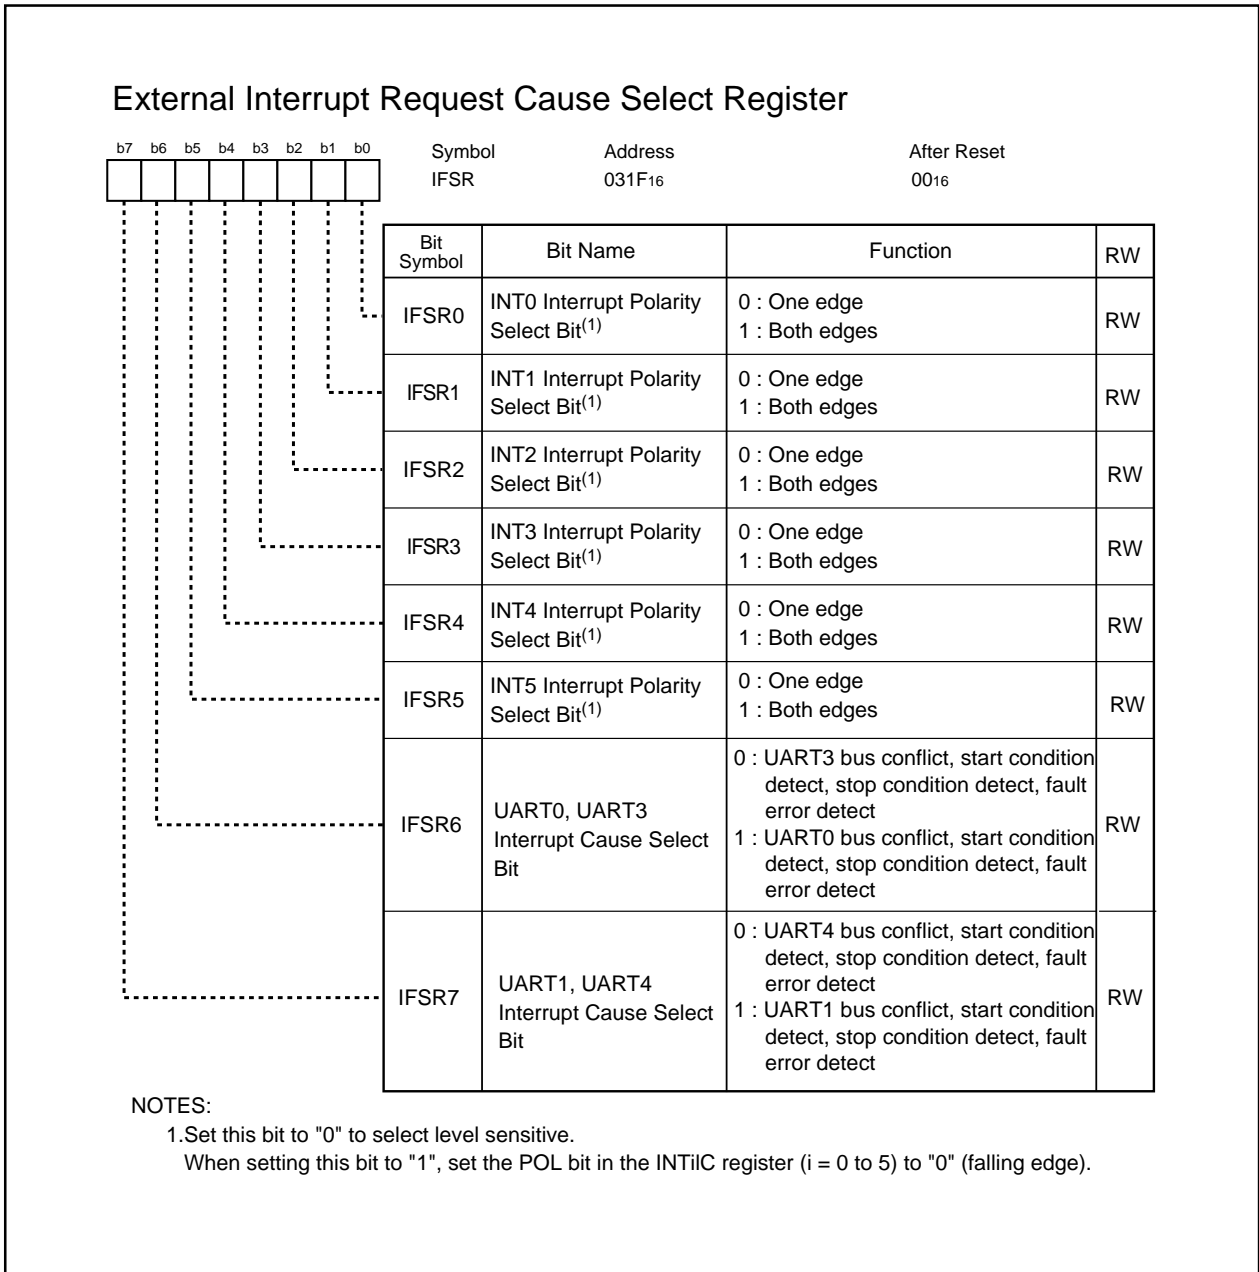 External Interrupt Request Cause Select Register
b7 b6 b5 b4 b3 b2 b1 b0
Symbol Address After Reset
IFSR 031F16 0016
Bit Symbol Bit Name Function RW
IFSR0 INT0 Interrupt Polarity Select Bit(1) 0 : One edge RW
1 : Both edges
IFSR1 INT1 Interrupt Polarity Select Bit(1) 0 : One edge RW
1 : Both edges
IFSR2 INT2 Interrupt Polarity Select Bit(1) 0 : One edge RW
1 : Both edges
IFSR3 INT3 Interrupt Polarity Select Bit(1) 0 : One edge RW
1 : Both edges
IFSR4 INT4 Interrupt Polarity Select Bit(1) 0 : One edge RW
1 : Both edges
IFSR5 INT5 Interrupt Polarity Select Bit(1) 0 : One edge RW
1 : Both edges
IFSR6
UART0, UART3
Interrupt Cause Select
Bit
0 : UART3 bus conflict, start condition
detect, stop condition detect, fault
error detect
1 : UART0 bus conflict, start condition
detect, stop condition detect, fault
error detect
RW
IFSR7
UART1, UART4
Interrupt Cause Select
Bit
0 : UART4 bus conflict, start condition
detect, stop condition detect, fault
error detect
1 : UART1 bus conflict, start condition
detect, stop condition detect, fault
error detect
RW
NOTES:
1.Set this bit to "0" to select level sensitive.
When setting this bit to "1", set the POL bit in the INTiIC register (i = 0 to 5) to "0" (falling edge).